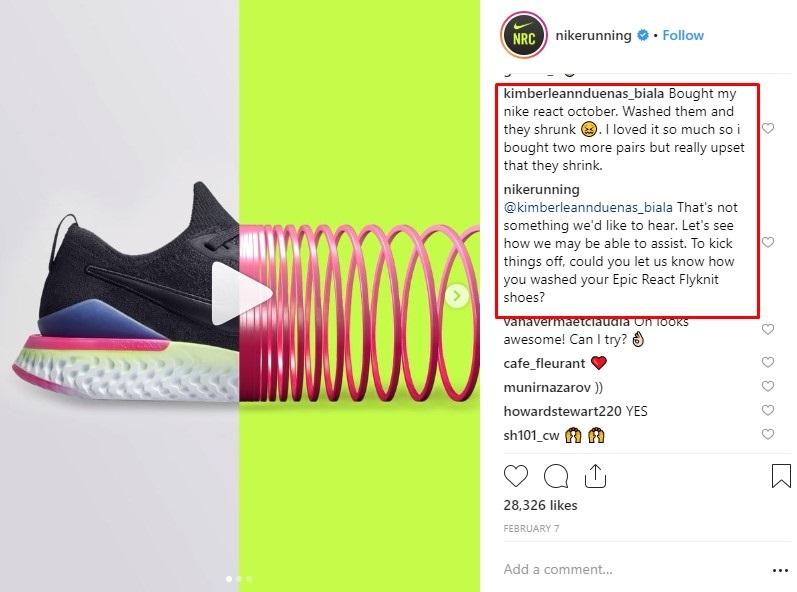 NRC
nikerunning • Follow
kimberleannduenas_biala Bought my
nike react october. Washed them and
they shrunk 😖. I loved it so much so i
bought two more pairs but really upset
that they shrink.
nikerunning
@kimberleannduenas_biala That's not
something we'd like to hear. Let's see
how we may be able to assist. To kick
things off, could you let us know how
you washed your Epic React Flyknit
shoes?
vanavermaetclaudia Oh looks
awesome! Can I try? 👌
cafe_fleurant ❤️
munirnazarov ))
howardstewart220 YES
sh101_cw 🙌 🙌
28,326 likes
FEBRUARY 7
Add a comment...